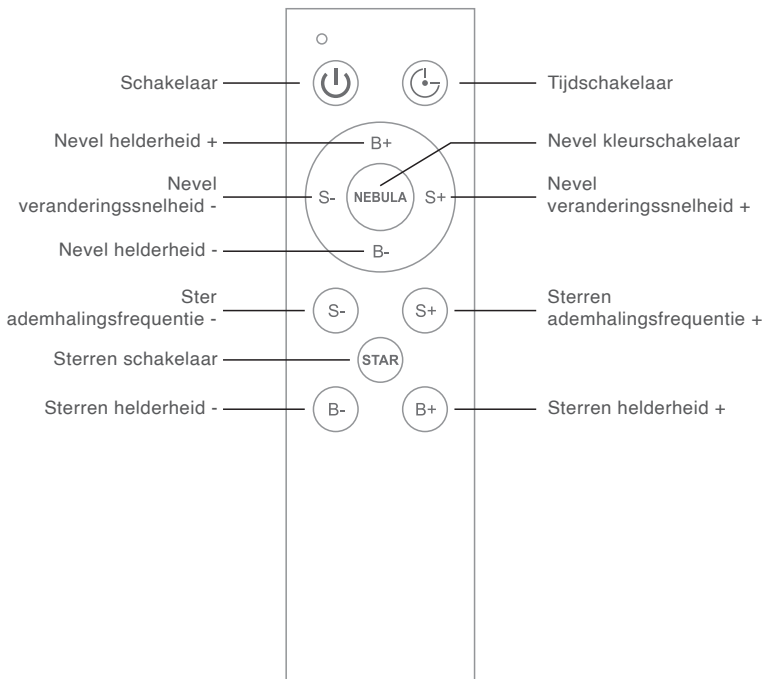 Schakelaar
Tijdschakelaar
Nevel helderheid +
B+
Nevel kleurschakelaar
Nevel
veranderingssnelheid -
S-
NEBULA
S+
Nevel
veranderingssnelheid +
Nevel helderheid -
B-
Ster
ademhalingsfrequentie -
S-
S+
Sterren
ademhalingsfrequentie +
Sterren schakelaar
STAR
Sterren helderheid -
B-
B+
Sterren helderheid +